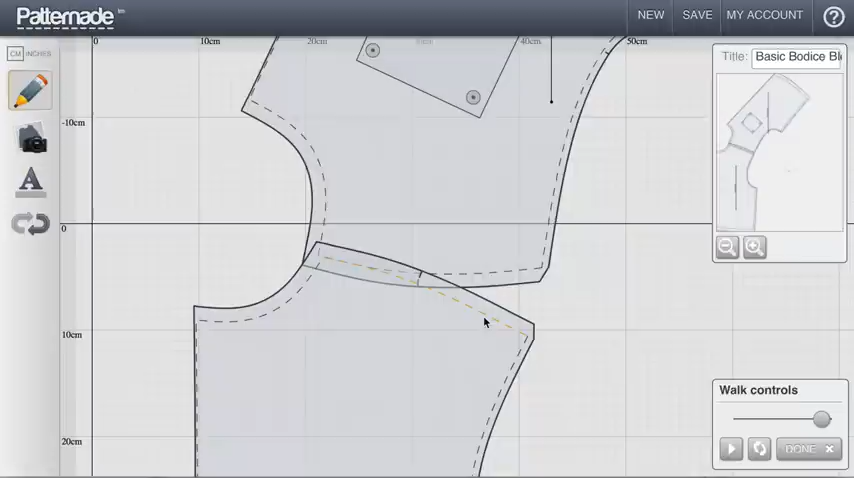 Patternade
NEW
SAVE
MY ACCOUNT
?
CM INCHES
0
10cm
20cm
40cm
50cm
Title:
Basic Bodice Bl
-10cm
A
0
10cm
Walk controls
20cm
DONE